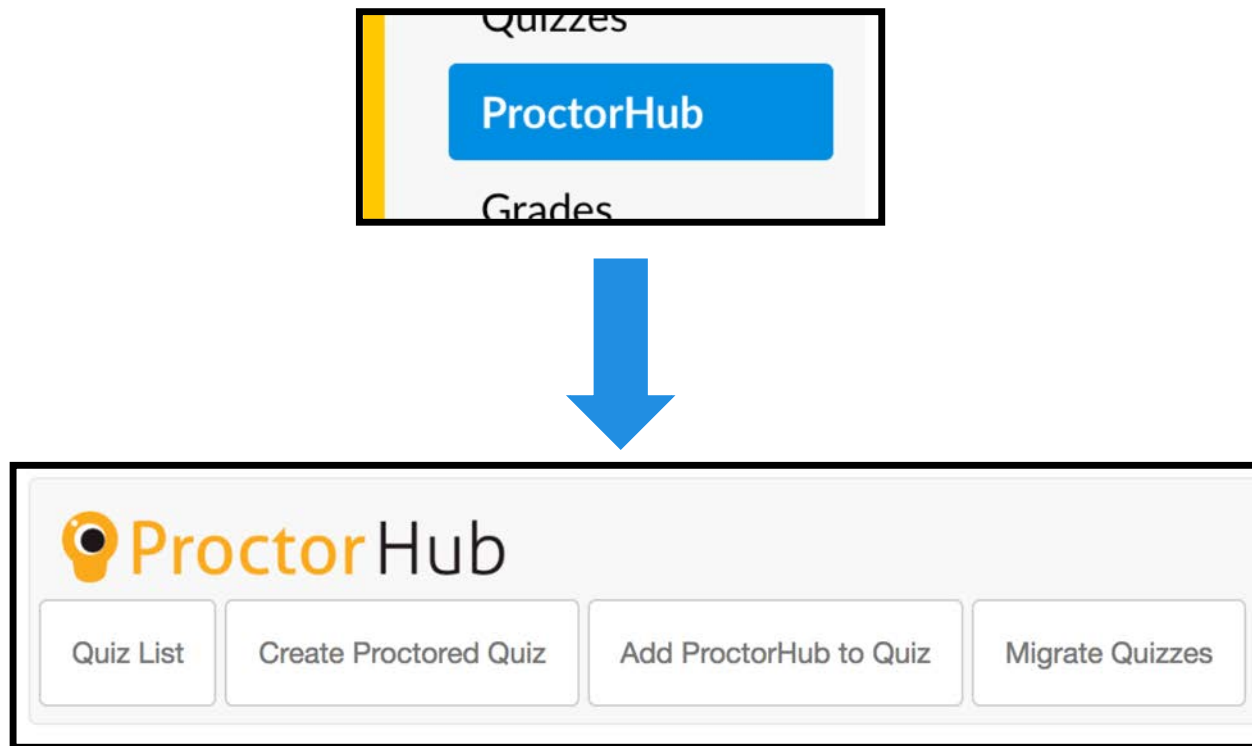 Quizzes
ProctorHub
Grades
ProctorHub
Quiz List Create Proctored Quiz Add ProctorHub to Quiz Migrate Quizzes